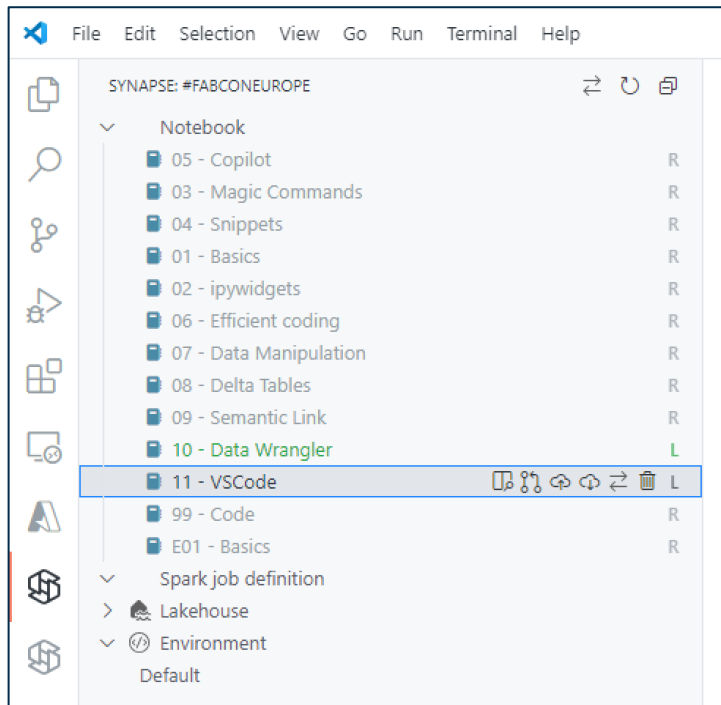 File Edit Selection View Go Run Terminal Help
SYNAPSE: #FABCONEUROPE
Notebook
05 - Copilot R
03 - Magic Commands R
04 - Snippets R
01 - Basics R
02 - ipywidgets R
06 - Efficient coding R
07 - Data Manipulation R
08 - Delta Tables R
09 - Semantic Link R
10 - Data Wrangler L
11 - VSCode L
99 - Code R
E01 - Basics R
Spark job definition
Lakehouse
Environment
Default